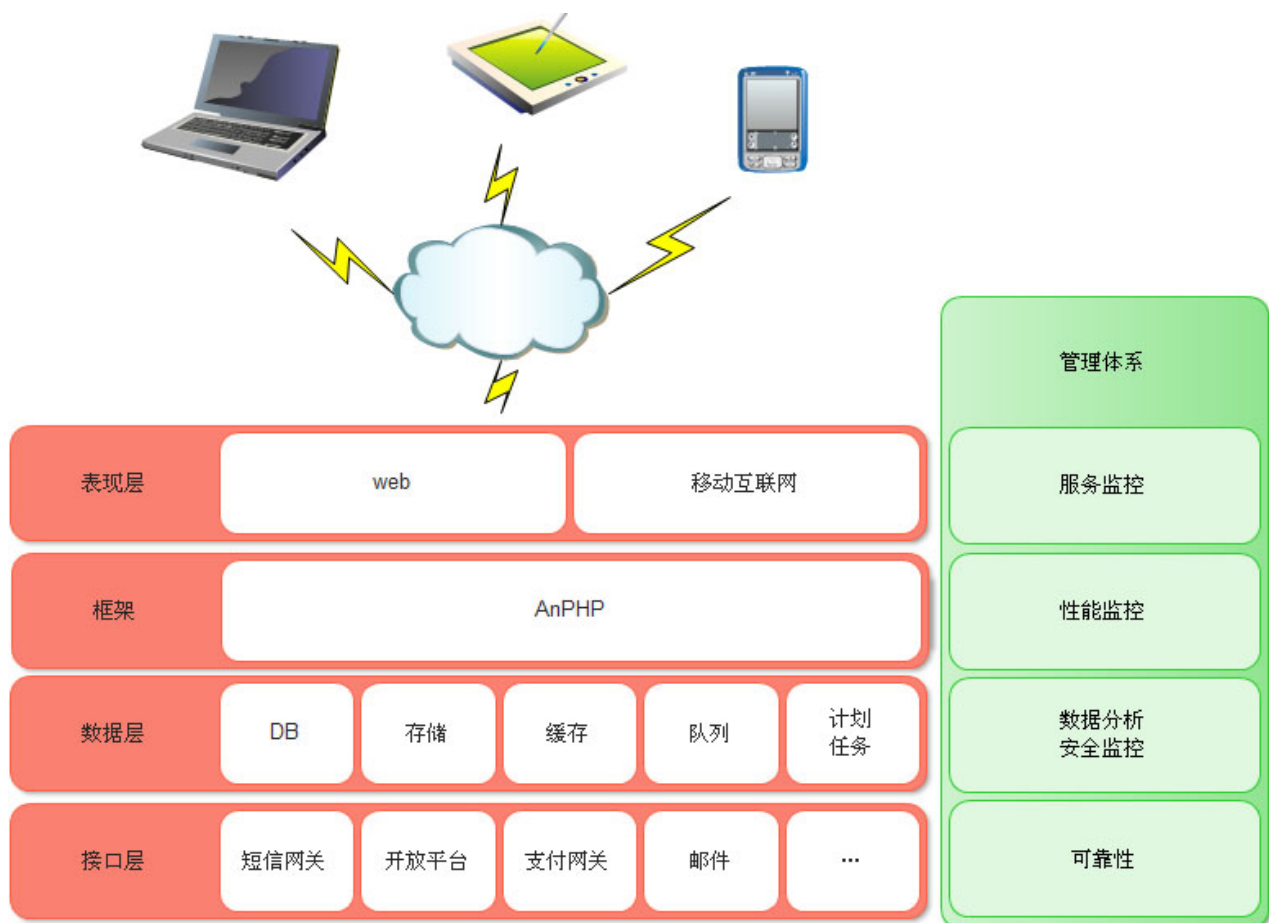 管理体系
表现层
web
移动互联网
服务监控
框架
AnPHP
性能监控
数据层
DB
存储
缓存
队列
计划
任务
数据分析
安全监控
接口层
短信网关
开放平台
支付网关
邮件
...
可靠性